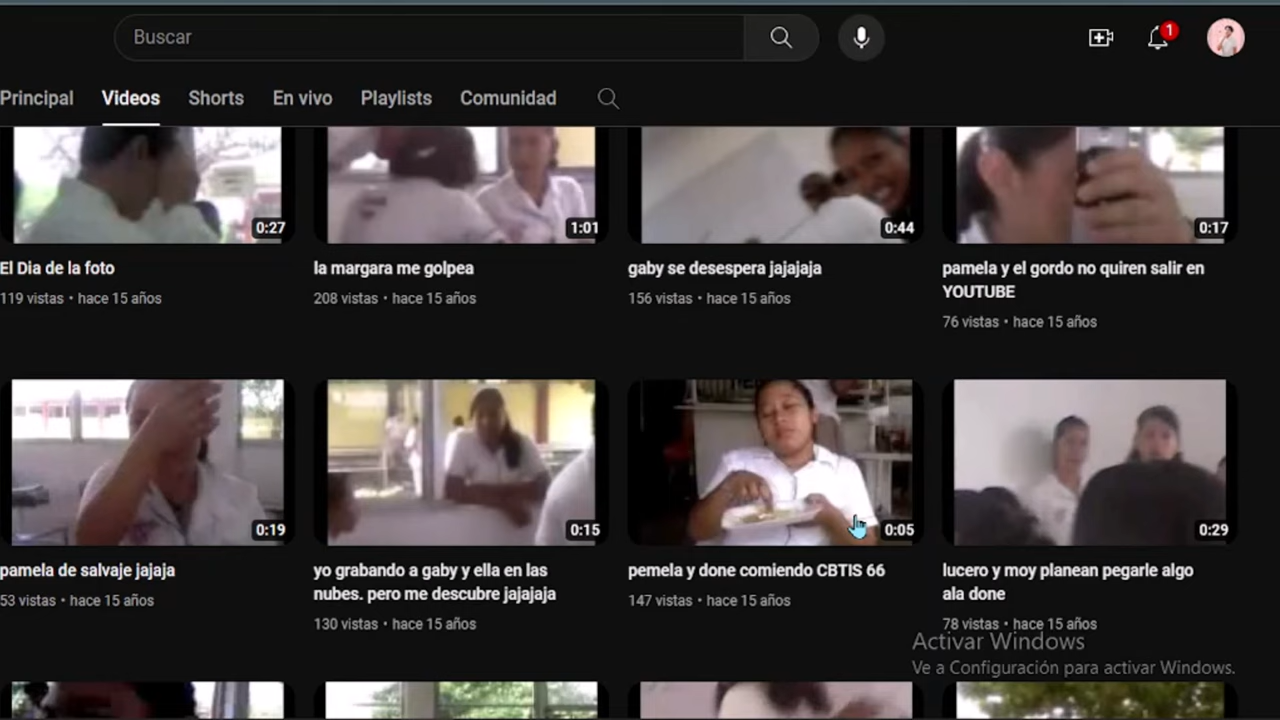 Buscar
1
Principal Videos Shorts En vivo Playlists Comunidad
0:27 1:01 0:44 0:17
El Dia de la foto
119 vistas • hace 15 años
la margara me golpea
208 vistas • hace 15 años
gaby se desespera jajajaja
156 vistas • hace 15 años
pamela y el gordo no quiren salir en
YOUTUBE
76 vistas • hace 15 años
0:19 0:15 0:05 0:29
pamela de salvaje jajaja
53 vistas • hace 15 años
yo grabando a gaby y ella en las
nubes. pero me descubre jajajaja
130 vistas • hace 15 años
pemela y done comiendo CBTIS 66
147 vistas • hace 15 años
lucero y moy planean pegarle algo
ala done
78 vistas • hace 15 años
Activar Windows
Ve a Configuración para activar Windows.